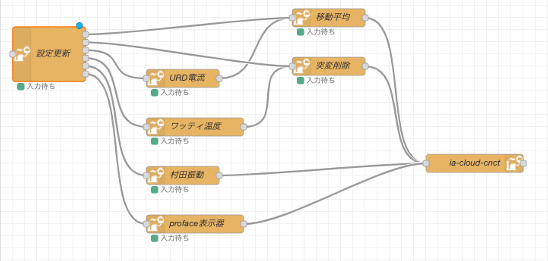 移動平均
入力待ち
設定更新
入力待ち
突変削除
入力待ち
URD電流
入力待ち
ワッティ温度
入力待ち
ia-cloud-cnct
村田振動
入力待ち
proface表示器
入力待ち